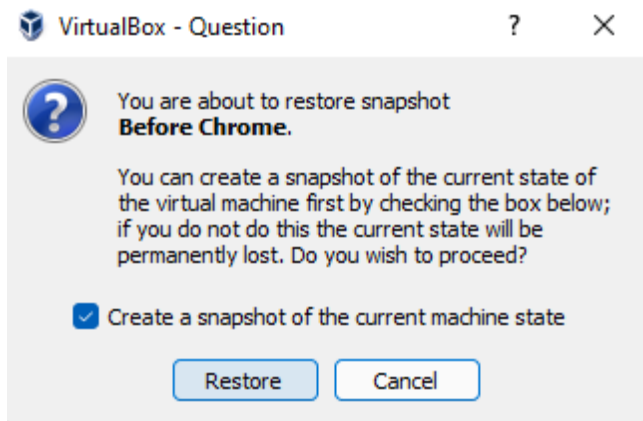 VirtualBox - Question
You are about to restore snapshot
Before Chrome.
You can create a snapshot of the current state of
the virtual machine first by checking the box below;
if you do not do this the current state will be
permanently lost. Do you wish to proceed?
Create a snapshot of the current machine state
Restore Cancel